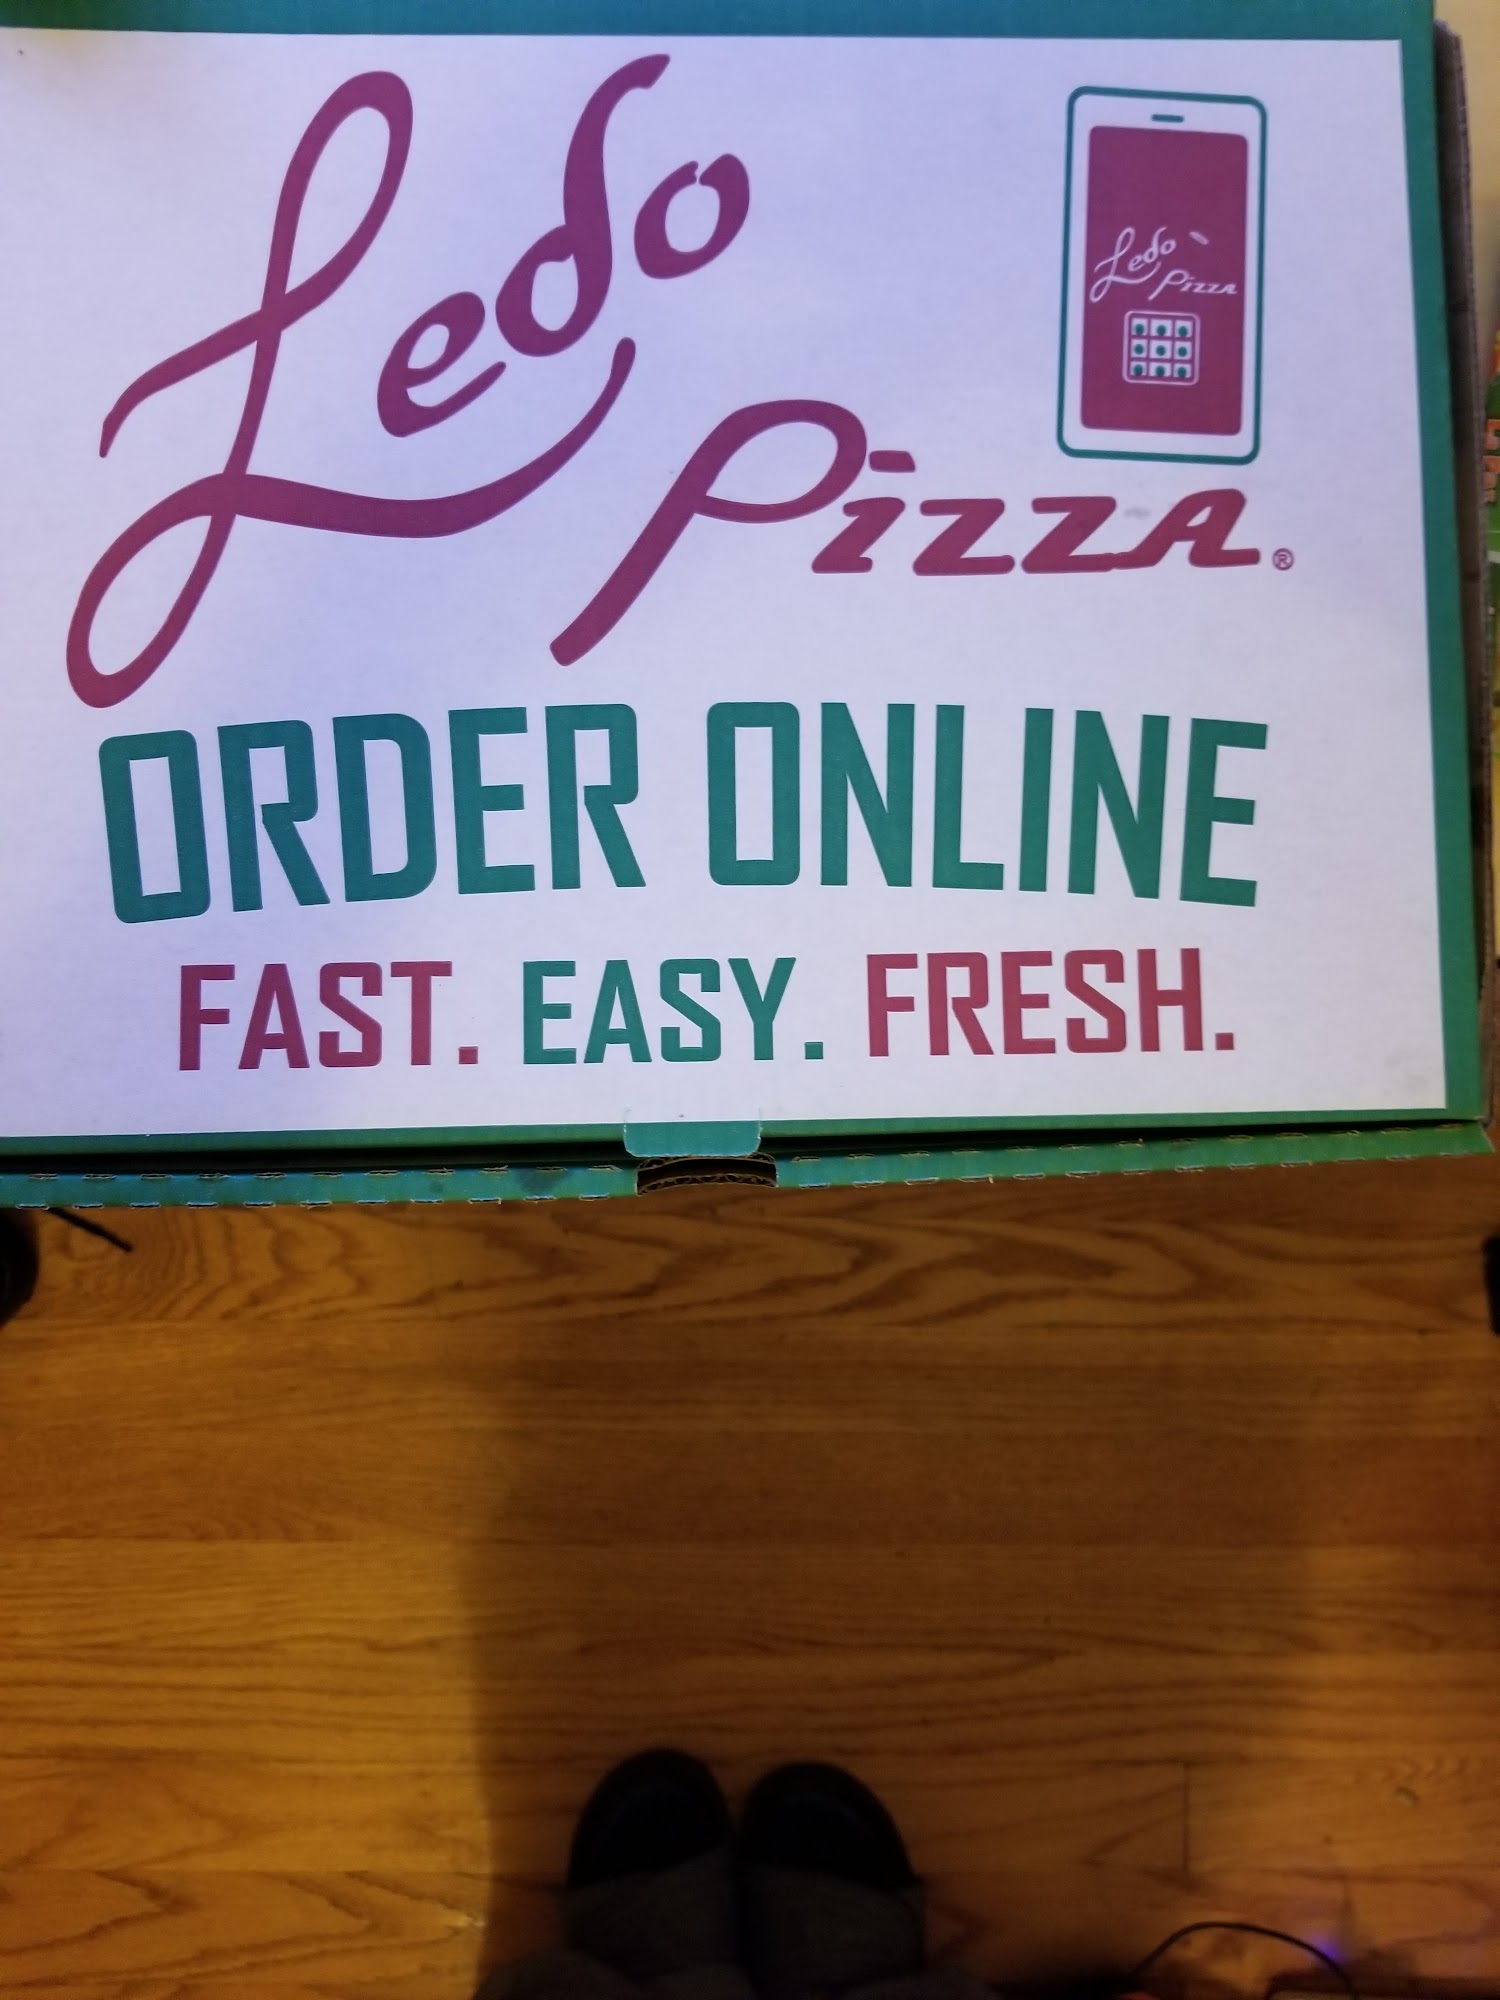 Ledo
Pizza®
Ledo
Pizza
ORDER ONLINE
FAST. EASY. FRESH.